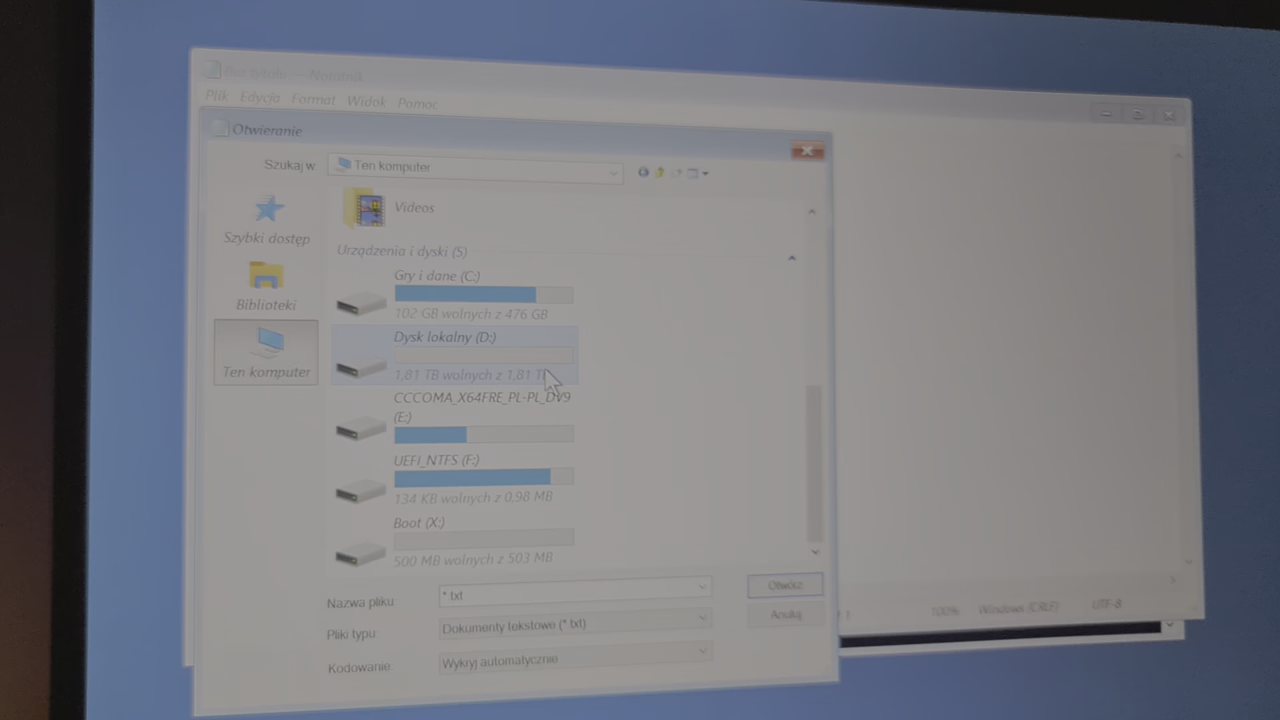 Bez tytułu — Notatnik
Plik Edycja Format Widok Pomoc
Otwieranie
Szukaj w:
Ten komputer
Szybki dostęp
Biblioteki
Ten komputer
Videos
Urządzenia i dyski (5)
Gry i dane (C:)
102 GB wolnych z 476 GB
Dysk lokalny (D:)
1,81 TB wolnych z 1,81
CCCOMA_X64FRE_PL-PL_DV9
(E:)
UEFI_NTFS (F:)
134 KB wolnych z 0,98 MB
Boot (X:)
500 MB wolnych z 503 MB
Nazwa pliku:
*.txt
Otwórz
Pliki typu:
Dokumenty tekstowe (*.txt)
Anuluj
Kodowanie:
Wykryj automatycznie
100% Windows (CRLF) UTF-8